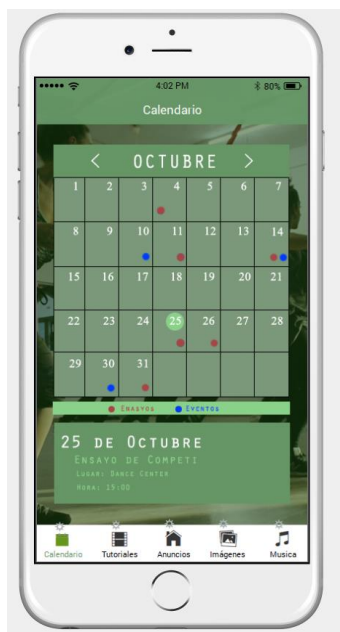 4:02 PM 80%
Calendario
< OCTUBRE >
1 2 3 4 5 6 7
8 9 10 11 12 13 14
15 16 17 18 19 20 21
22 23 24 25 26 27 28
29 30 31
ENASYOS EVENTOS
25 DE OCTUBRE
ENSAYO DE COMPETI
LUGAR: DANCE CENTER
HORA: 15:00
Calendario Tutoriales Anuncios Imágenes Musica